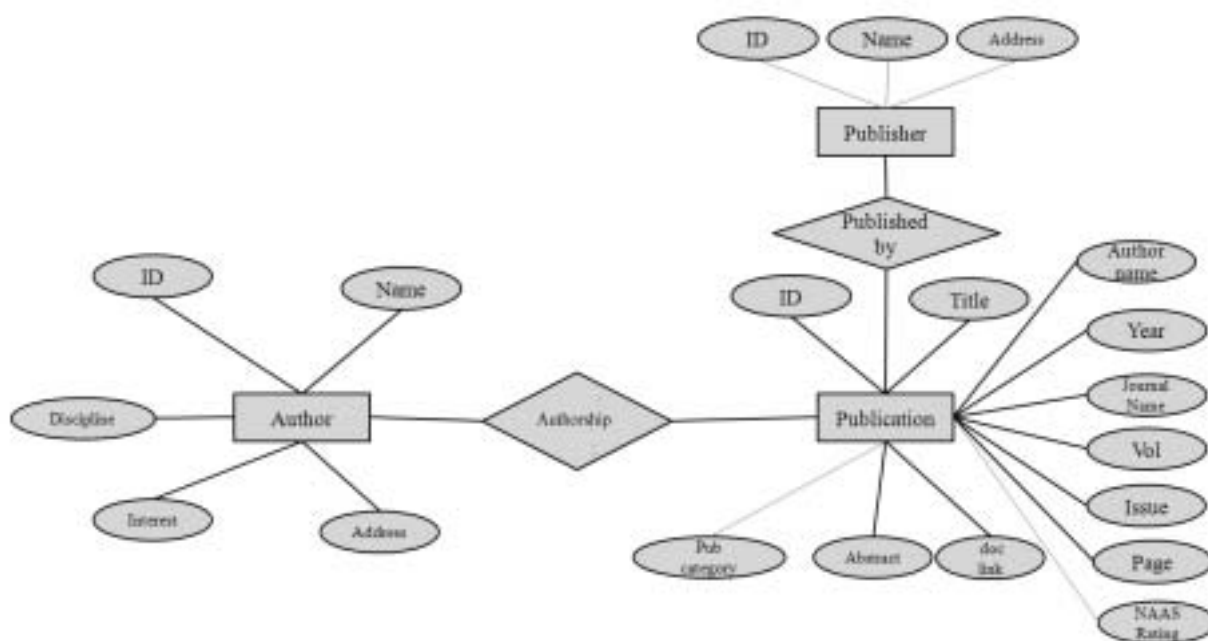 ID
Name
Address
Publisher
Published
by
Author
name
ID
Name
ID
Title
Year
Journal
Name
Discipline
Author
Authorship
Publication
Vol
Issue
Interest
Address
Pub
category
Abstract
doc
link
Page
NAAS
Rating